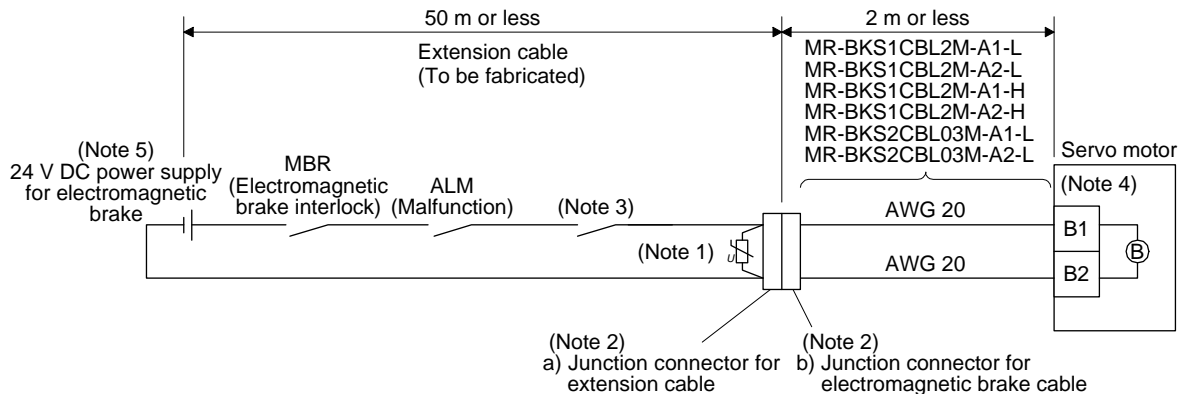 50 m or less
2 m or less
Extension cable
(To be fabricated)
MR-BKS1CBL2M-A1-L
MR-BKS1CBL2M-A2-L
MR-BKS1CBL2M-A1-H
MR-BKS1CBL2M-A2-H
MR-BKS2CBL03M-A1-L
MR-BKS2CBL03M-A2-L
(Note 5)
24 V DC power supply
for electromagnetic
brake
MBR
(Electromagnetic
brake interlock)
ALM
(Malfunction)
(Note 3)
(Note 1)
U
AWG 20
AWG 20
Servo motor
(Note 4)
B1
B2
B
(Note 2)
a) Junction connector for
extension cable
(Note 2)
b) Junction connector for
electromagnetic brake cable